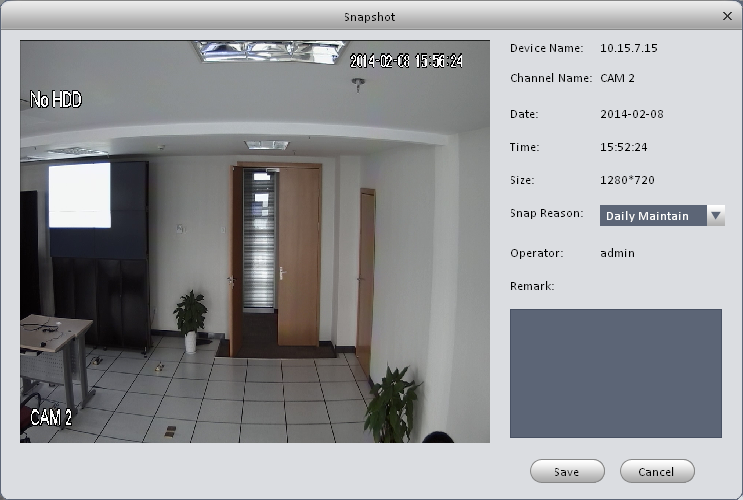 Snapshot
2014-02-08 15:56:24
No HDD
CAM 2
Device Name: 10.15.7.15
Channel Name: CAM 2
Date: 2014-02-08
Time: 15:52:24
Size: 1280*720
Snap Reason: Daily Maintain
Operator: admin
Remark:
Save Cancel